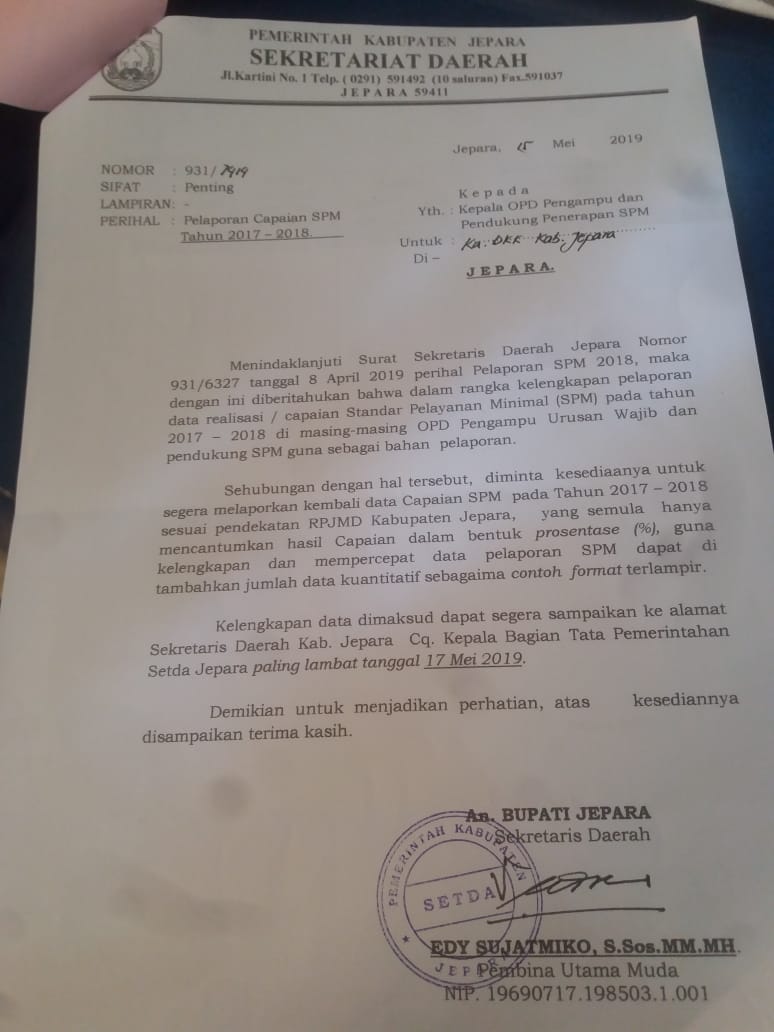 PEMERINTAH KABUPATEN JEPARA
SEKRETARIAT DAERAH
Jl.Kartini No. 1 Telp. ( 0291) 591492 (10 saluran) Fax.591037
J E P A R A 59411
Jepara, 15 Mei 2019
NOMOR : 931/7919
SIFAT : Penting
LAMPIRAN: -
PERIHAL : Pelaporan Capaian SPM
Tahun 2017 – 2018.
K e p a d a
Yth. : Kepala OPD Pengampu dan
Pendukung Penerapan SPM
Untuk : Ka. DKK Kab. Jepara
Di –
J E P A R A.
Menindaklanjuti Surat Sekretaris Daerah Jepara Nomor
931/6327 tanggal 8 April 2019 perihal Pelaporan SPM 2018, maka
dengan ini diberitahukan bahwa dalam rangka kelengkapan pelaporan
data realisasi / capaian Standar Pelayanan Minimal (SPM) pada tahun
2017 – 2018 di masing-masing OPD Pengampu Urusan Wajib dan
pendukung SPM guna sebagai bahan pelaporan.
Sehubungan dengan hal tersebut, diminta kesediaanya untuk
segera melaporkan kembali data Capaian SPM pada Tahun 2017 – 2018
sesuai pendekatan RPJMD Kabupaten Jepara, yang semula hanya
mencantumkan hasil Capaian dalam bentuk prosentase (%), guna
kelengkapan dan mempercepat data pelaporan SPM dapat di
tambahkan jumlah data kuantitatif sebagaima contoh format terlampir.
Kelengkapan data dimaksud dapat segera sampaikan ke alamat
Sekretaris Daerah Kab. Jepara Cq. Kepala Bagian Tata Pemerintahan
Setda Jepara paling lambat tanggal 17 Mei 2019.
Demikian untuk menjadikan perhatian, atas kesediannya
disampaikan terima kasih.
An. BUPATI JEPARA
Sekretaris Daerah
PEMERINTAH KABUPATEN
SETDA
JEPARA
EDY SUJATMIKO, S.Sos.MM.MH.
Pembina Utama Muda
NIP. 19690717.198503.1.001